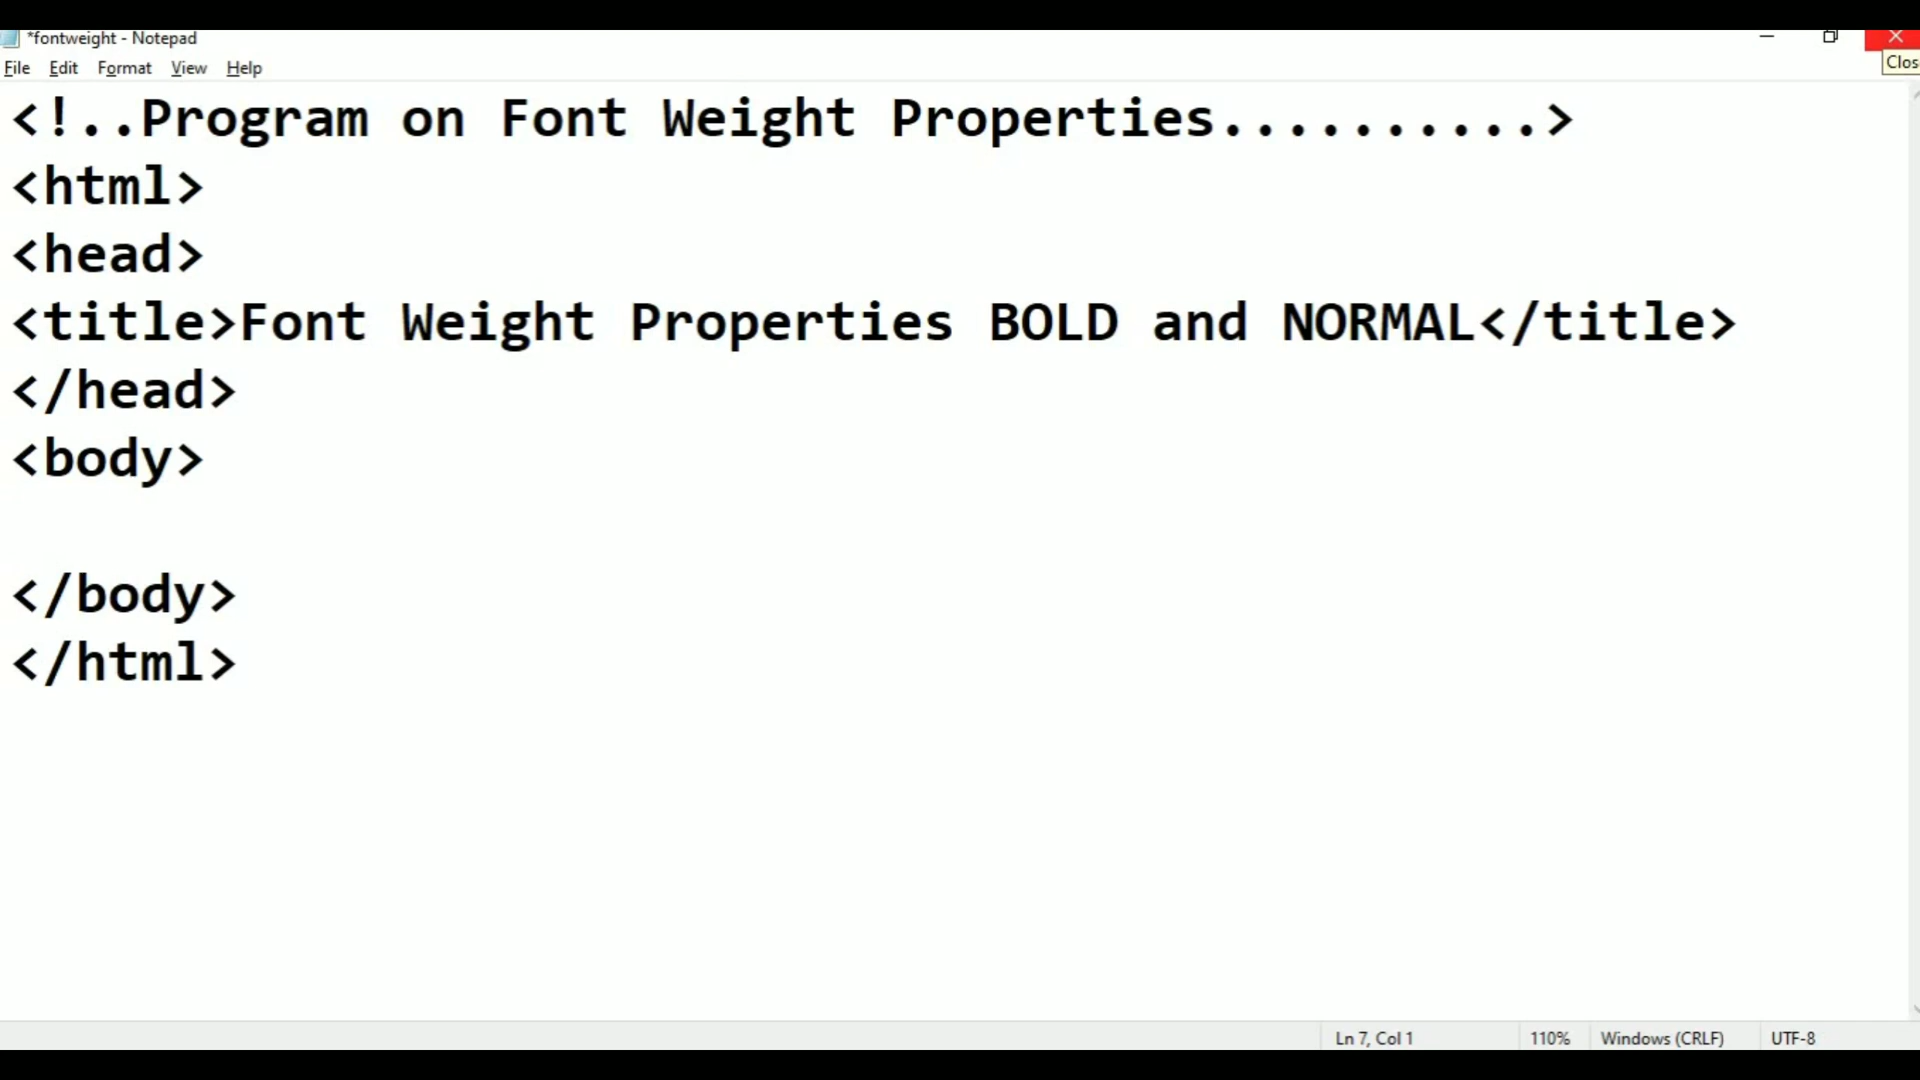 *fontweight - Notepad
File Edit Format View Help
Clos
<!..Program on Font Weight Properties..........>
<html>
<head>
<title>Font Weight Properties BOLD and NORMAL</title>
</head>
<body>
</body>
</html>
Ln 7, Col 1 110% Windows (CRLF) UTF-8